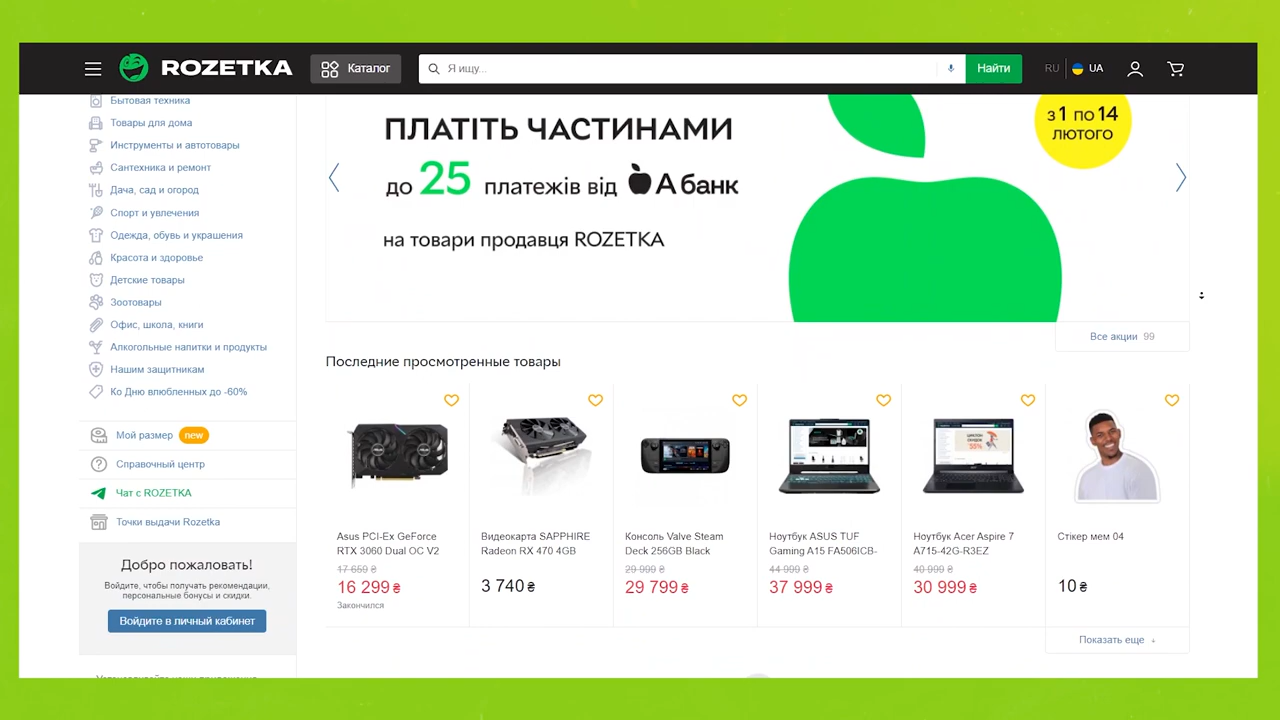 ROZETKA
Каталог
Я ищу...
Найти
RU
UA
Бытовая техника
Товары для дома
Инструменты и автотовары
Сантехника и ремонт
Дача, сад и огород
Спорт и увлечения
Одежда, обувь и украшения
Красота и здоровье
Детские товары
Зоотовары
Офис, школа, книги
Алкогольные напитки и продукты
Нашим защитникам
Ко Дню влюбленных до -60%
Мой размер new
Справочный центр
Чат с ROZETKA
Точки выдачи Rozetka
Добро пожаловать!
Войдите, чтобы получать рекомендации,
персональные бонусы и скидки.
Войдите в личный кабинет
ПЛАТІТЬ ЧАСТИНАМИ
до 25 платежів від А банк
на товари продавця ROZETKA
З 1 ПО 14
ЛЮТОГО
Все акции 99
Последние просмотренные товары
Asus PCI-Ex GeForce
RTX 3060 Dual OC V2
17 659 ₴
16 299 ₴
Закончился
Видеокарта SAPPHIRE
Radeon RX 470 4GB
3 740 ₴
Консоль Valve Steam
Deck 256GB Black
29 999 ₴
29 799 ₴
Ноутбук ASUS TUF
Gaming A15 FA506ICB-
44 999 ₴
37 999 ₴
Ноутбук Acer Aspire 7
A715-42G-R3EZ
40 999 ₴
30 999 ₴
Стікер мем 04
10 ₴
Показать еще